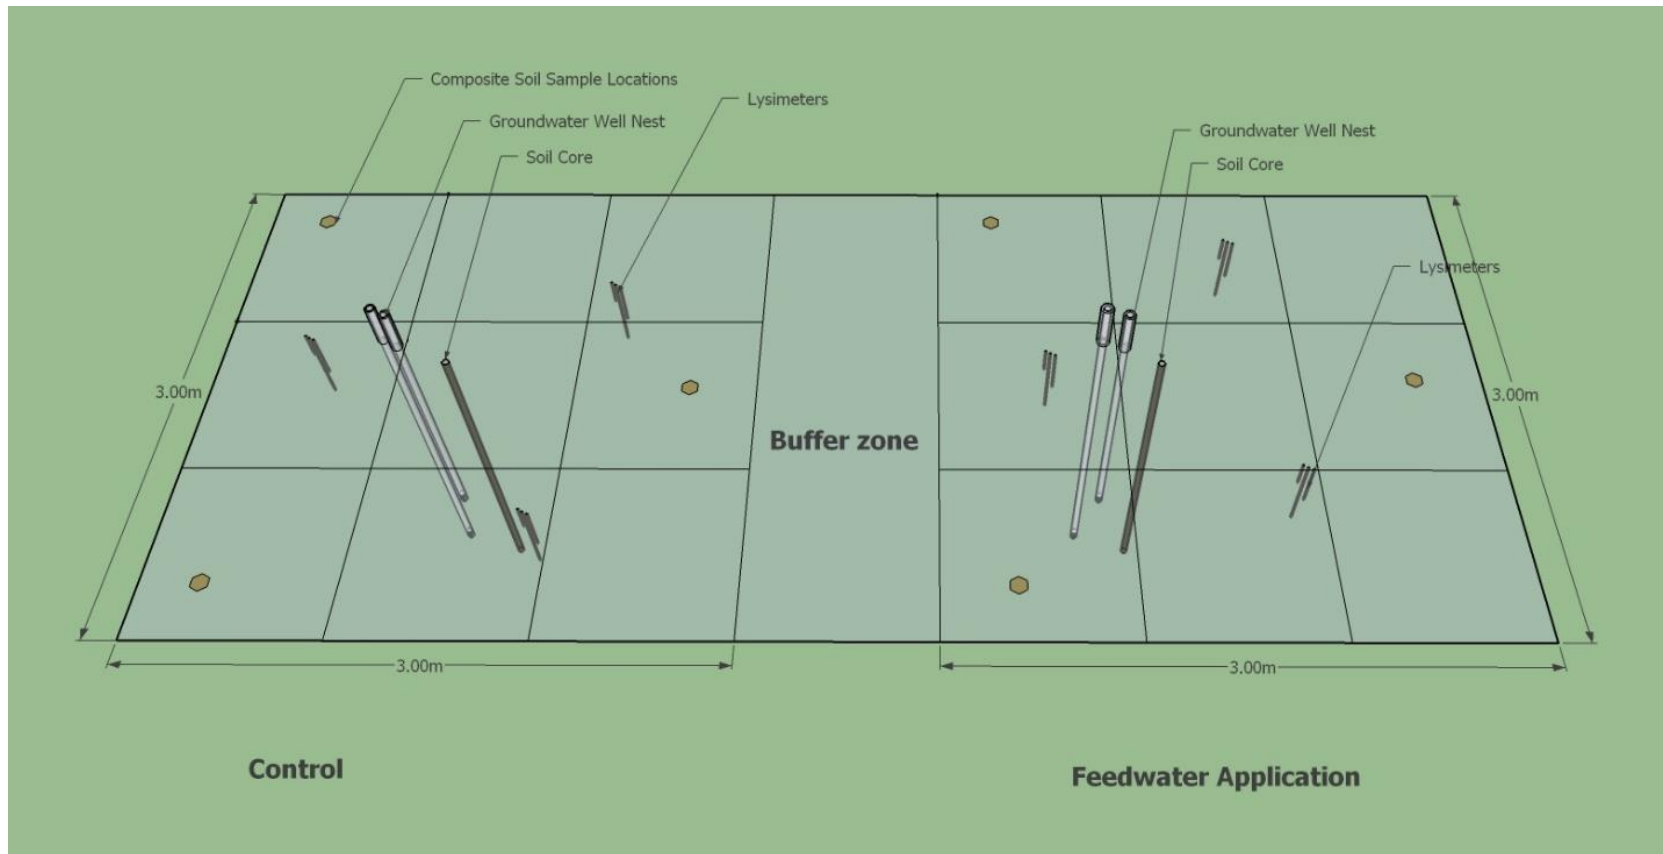 Composite Soil Sample Locations
Lysimeters
Groundwater Well Nest
Soil Core
Groundwater Well Nest
Soil Core
Lysimeters
3.00m
3.00m
Buffer zone
3.00m
3.00m
Control
Feedwater Application